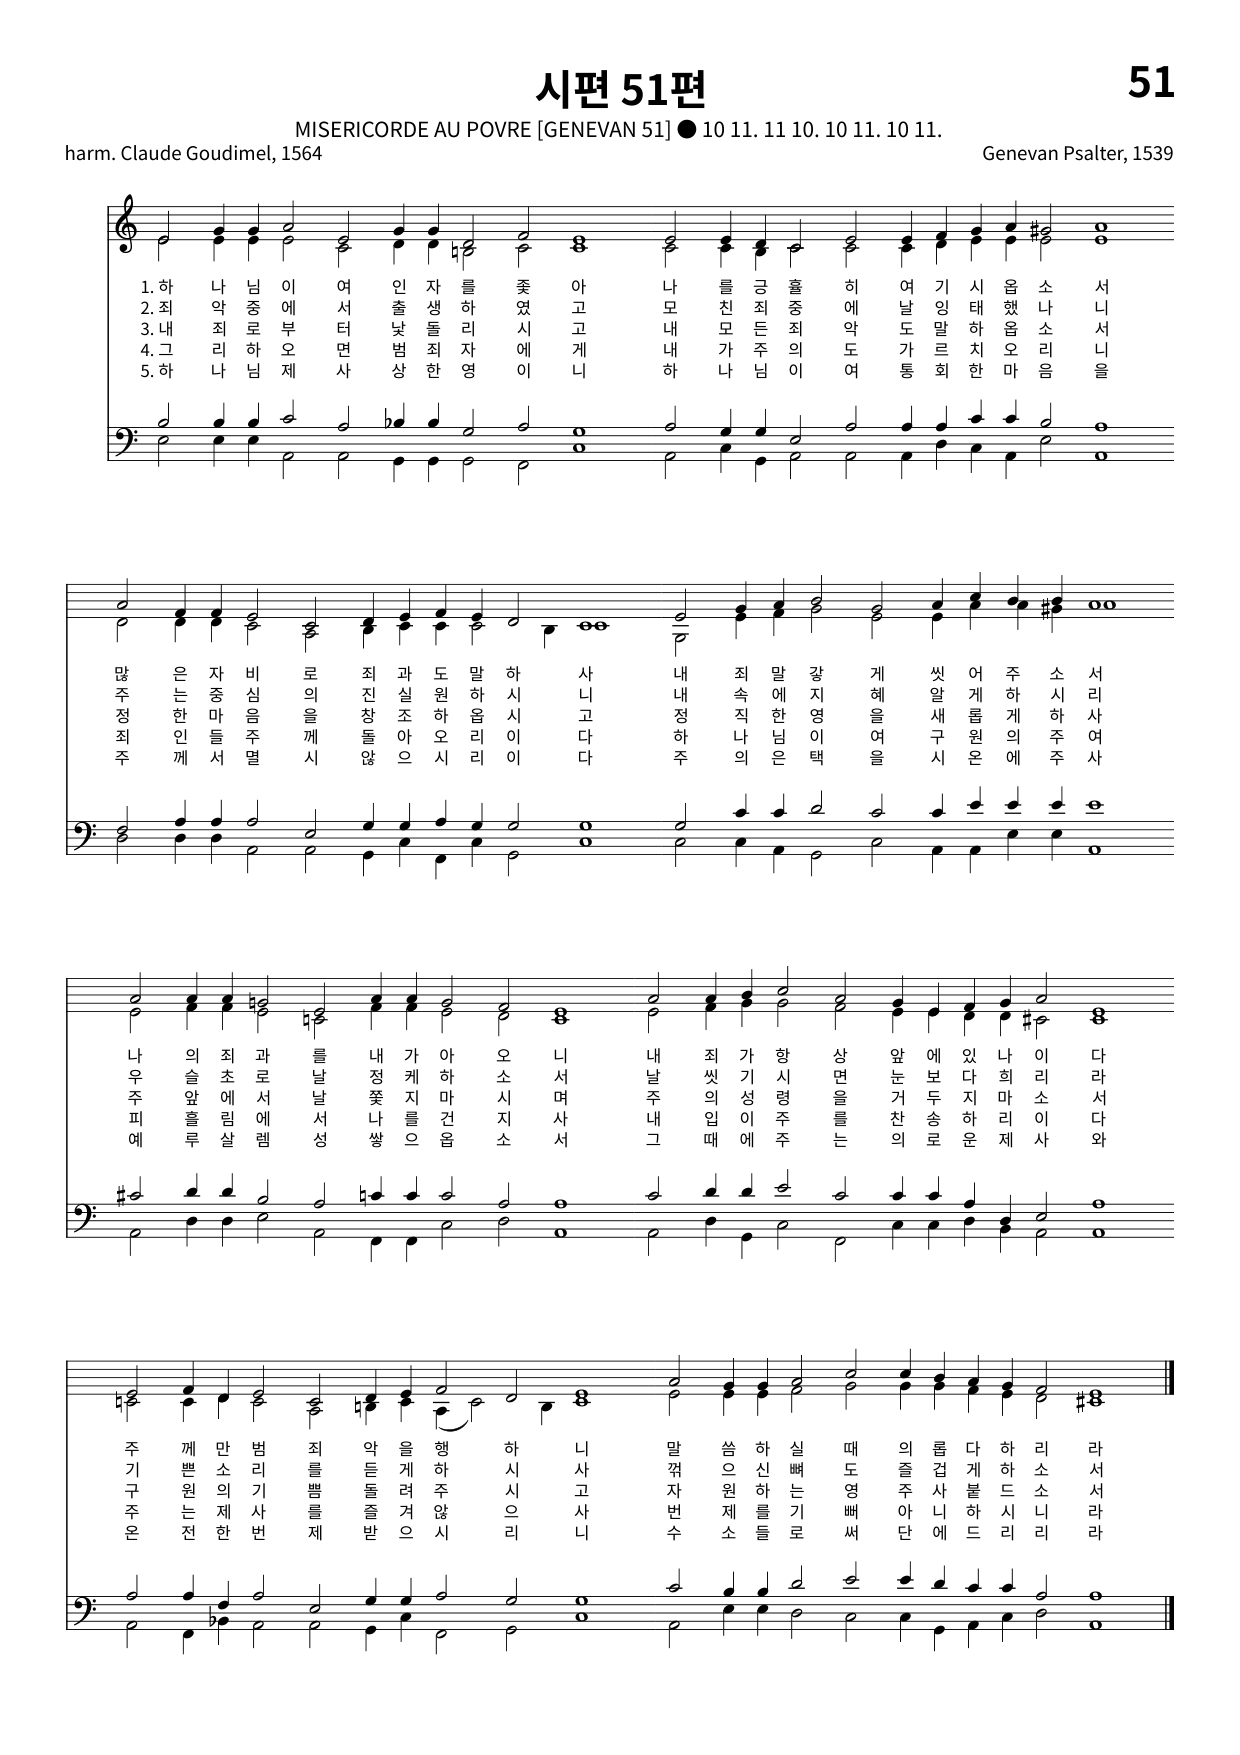 51
시편 51편
MISERICORDE AU POVRE [GENEVAN 51] ● 10 11. 11 10. 10 11. 10 11.
harm. Claude Goudimel, 1564 Genevan Psalter, 1539
1. 하 나 님 이 여 인 자 를 좇 아 나 를 긍 휼 히 여 기 시 옵 소 서
2. 죄 악 중 에 서 출 생 하 였 고 모 친 죄 중 에 날 잉 태 했 나 니
3. 내 죄 로 부 터 낯 돌 리 시 고 내 모 든 죄 악 도 말 하 옵 소 서
4. 그 리 하 오 면 범 죄 자 에 게 내 가 주 의 도 가 르 치 오 리 니
5. 하 나 님 제 사 상 한 영 이 니 하 나 님 이 여 통 회 한 마 음 을
많 은 자 비 로 죄 과 도 말 하 사 내 죄 말 갛 게 씻 어 주 소 서
주 는 중 심 의 진 실 원 하 시 니 내 속 에 지 혜 알 게 하 시 리
정 한 마 음 을 창 조 하 옵 시 고 정 직 한 영 을 새 롭 게 하 사
죄 인 들 주 께 돌 아 오 리 이 다 하 나 님 이 여 구 원 의 주 여
주 께 서 멸 시 않 으 시 리 이 다 주 의 은 택 을 시 온 에 주 사
나 의 죄 과 를 내 가 아 오 니 내 죄 가 항 상 앞 에 있 나 이 다
우 슬 초 로 날 정 케 하 소 서 날 씻 기 시 면 눈 보 다 희 리 라
주 앞 에 서 날 쫓 지 마 시 며 주 의 성 령 을 거 두 지 마 소 서
피 흘 림 에 서 나 를 건 지 사 내 입 이 주 를 찬 송 하 리 이 다
예 루 살 렘 성 쌓 으 옵 소 서 그 때 에 주 는 의 로 운 제 사 와
주 께 만 범 죄 악 을 행 하 니 말 씀 하 실 때 의 롭 다 하 리 라
기 쁜 소 리 를 듣 게 하 시 사 꺾 으 신 뼈 도 즐 겁 게 하 소 서
구 원 의 기 쁨 돌 려 주 시 고 자 원 하 는 영 주 사 붙 드 소 서
주 는 제 사 를 즐 겨 않 으 사 번 제 를 기 뻐 아 니 하 시 니 라
온 전 한 번 제 받 으 시 리 니 수 소 들 로 써 단 에 드 리 리 라